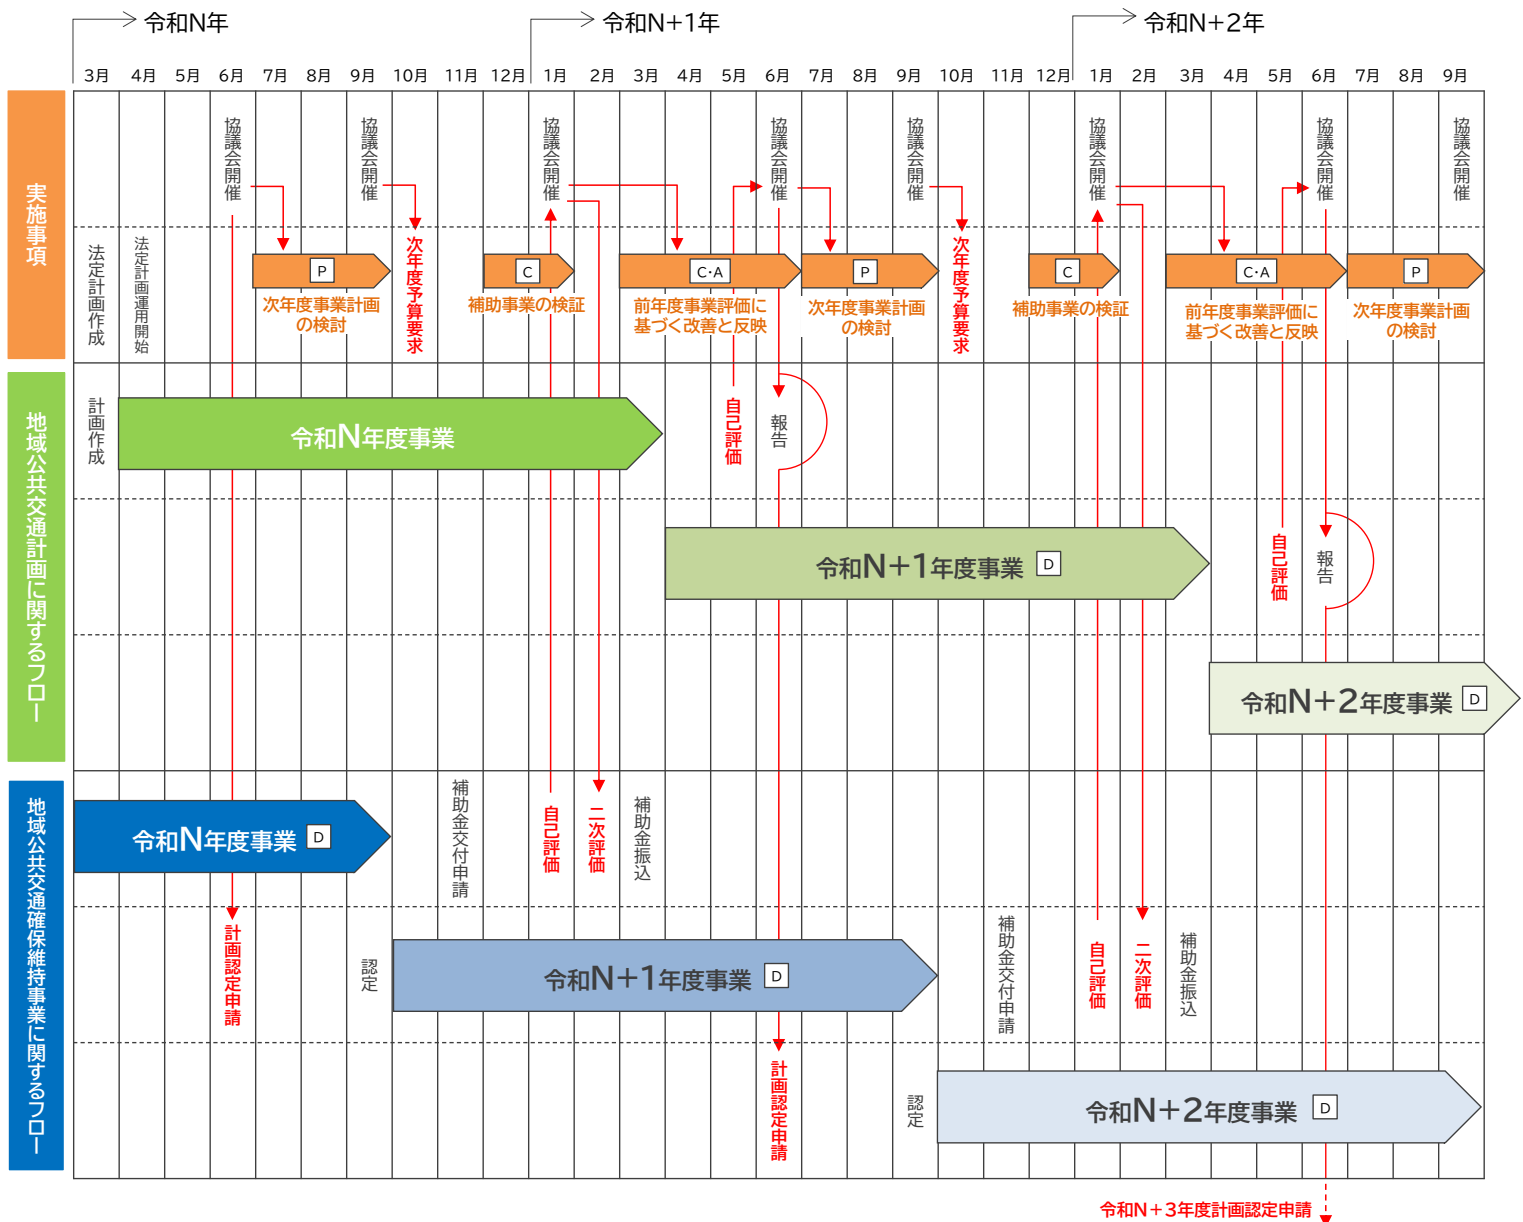 令和N年
令和N+1年
令和N+2年
3月 4月 5月 6月 7月 8月 9月 10月 11月 12月 1月 2月 3月 4月 5月 6月 7月 8月 9月 10月 11月 12月 1月 2月 3月 4月 5月 6月 7月 8月 9月
実施事項
協議会開催
協議会開催
協議会開催
協議会開催
協議会開催
協議会開催
協議会開催
協議会開催
法定計画作成
法定計画運用開始
P
次年度事業計画
の検討
次年度予算要求
C
補助事業の検証
C・A
前年度事業評価に
基づく改善と反映
P
次年度事業計画
の検討
次年度予算要求
C
補助事業の検証
C・A
前年度事業評価に
基づく改善と反映
P
次年度事業計画
の検討
地域公共交通計画に関するフロー
計画作成
令和N年度事業
自己評価
報告
令和N+1年度事業 D
自己評価
報告
令和N+2年度事業 D
地域公共交通確保維持事業に関するフロー
令和N年度事業 D
補助金交付申請
自己評価
二次評価
補助金振込
計画認定申請
認定
令和N+1年度事業 D
補助金交付申請
自己評価
二次評価
補助金振込
計画認定申請
認定
令和N+2年度事業 D
令和N+3年度計画認定申請